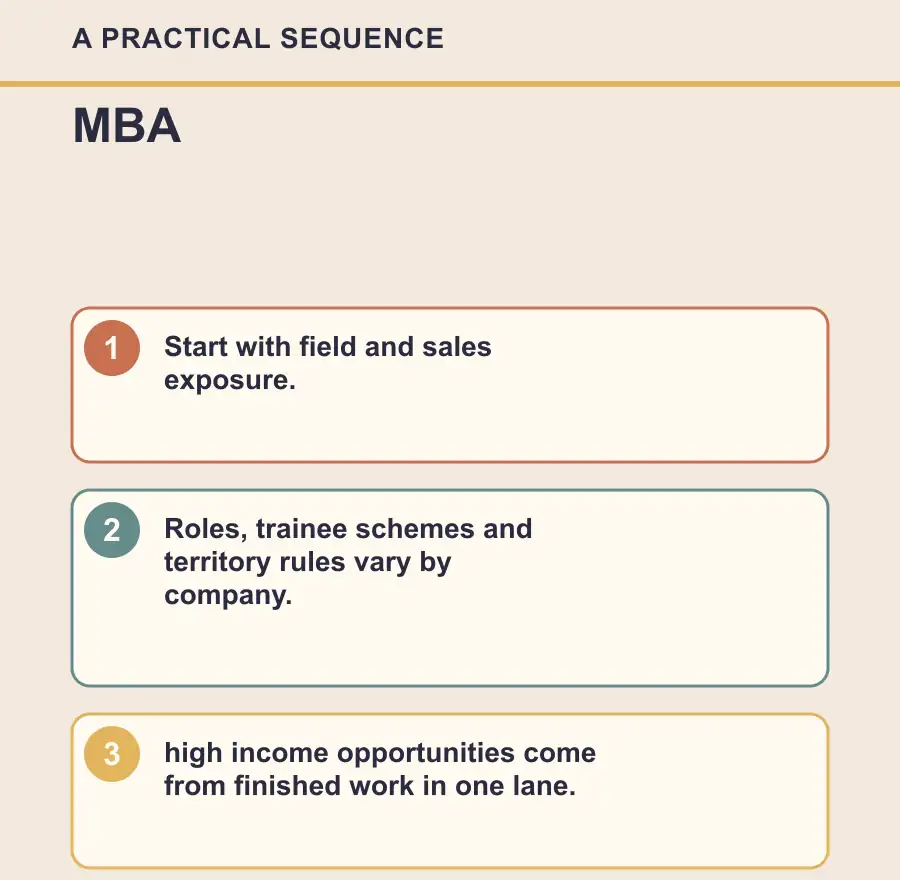 A PRACTICAL SEQUENCE
MBA
1
Start with field and sales
exposure.
2
Roles, trainee schemes and
territory rules vary by
company.
3
high income opportunities come
from finished work in one lane.